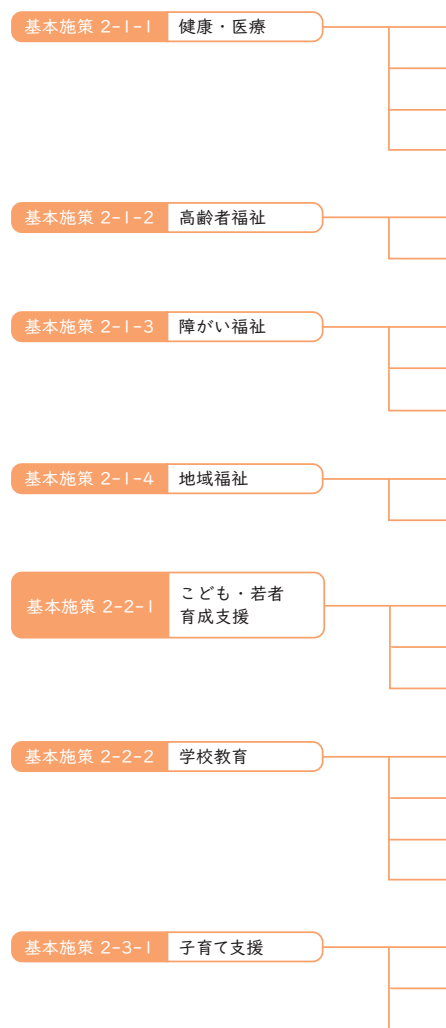 基本施策 2-1-1 健康・医療
基本施策 2-1-2 高齢者福祉
基本施策 2-1-3 障がい福祉
基本施策 2-1-4 地域福祉
基本施策 2-2-1 こども・若者
育成支援
基本施策 2-2-2 学校教育
基本施策 2-3-1 子育て支援